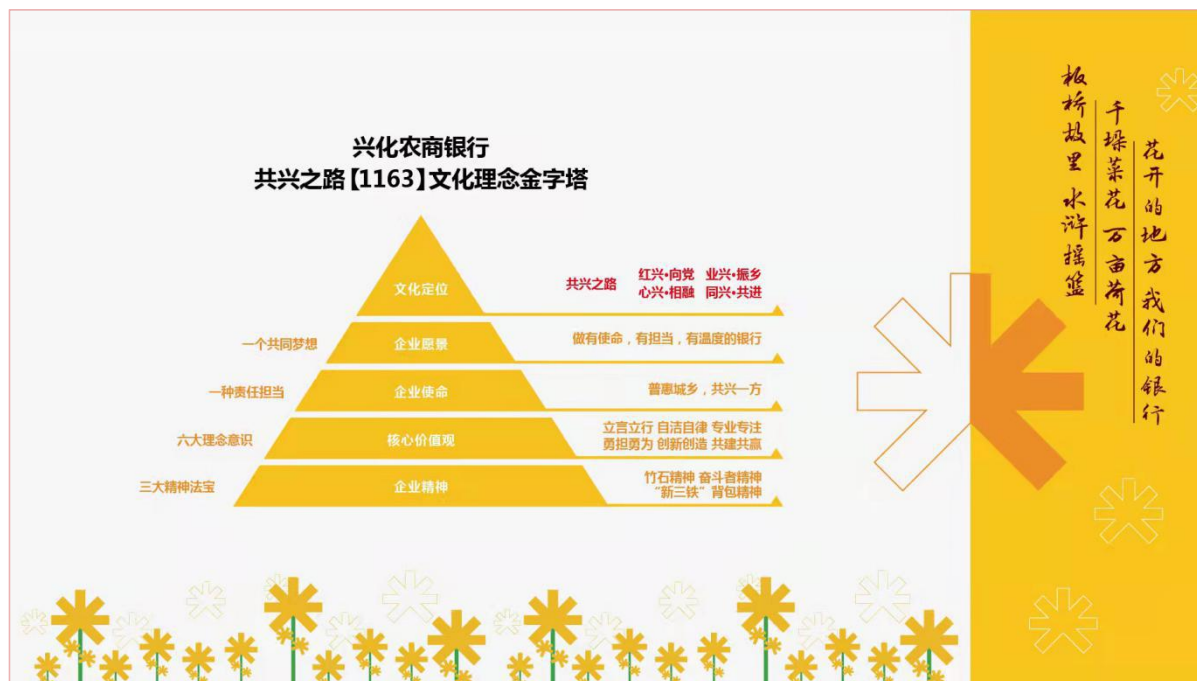 兴化农商银行
共兴之路【1163】文化理念金字塔
文化定位
共兴之路
红兴·向党 业兴·振乡
心兴·相融 同兴·共进
一个共同梦想
企业愿景
做有使命，有担当，有温度的银行
一种责任担当
企业使命
普惠城乡，共兴一方
六大理念意识
核心价值观
立言立行 自洁自律 专业专注
勇担勇为 创新创造 共建共赢
三大精神法宝
企业精神
竹石精神 奋斗者精神
“新三铁”背包精神
花开的地方 我们的银行
千垛菜花 万亩荷花
板桥故里 水浒摇篮